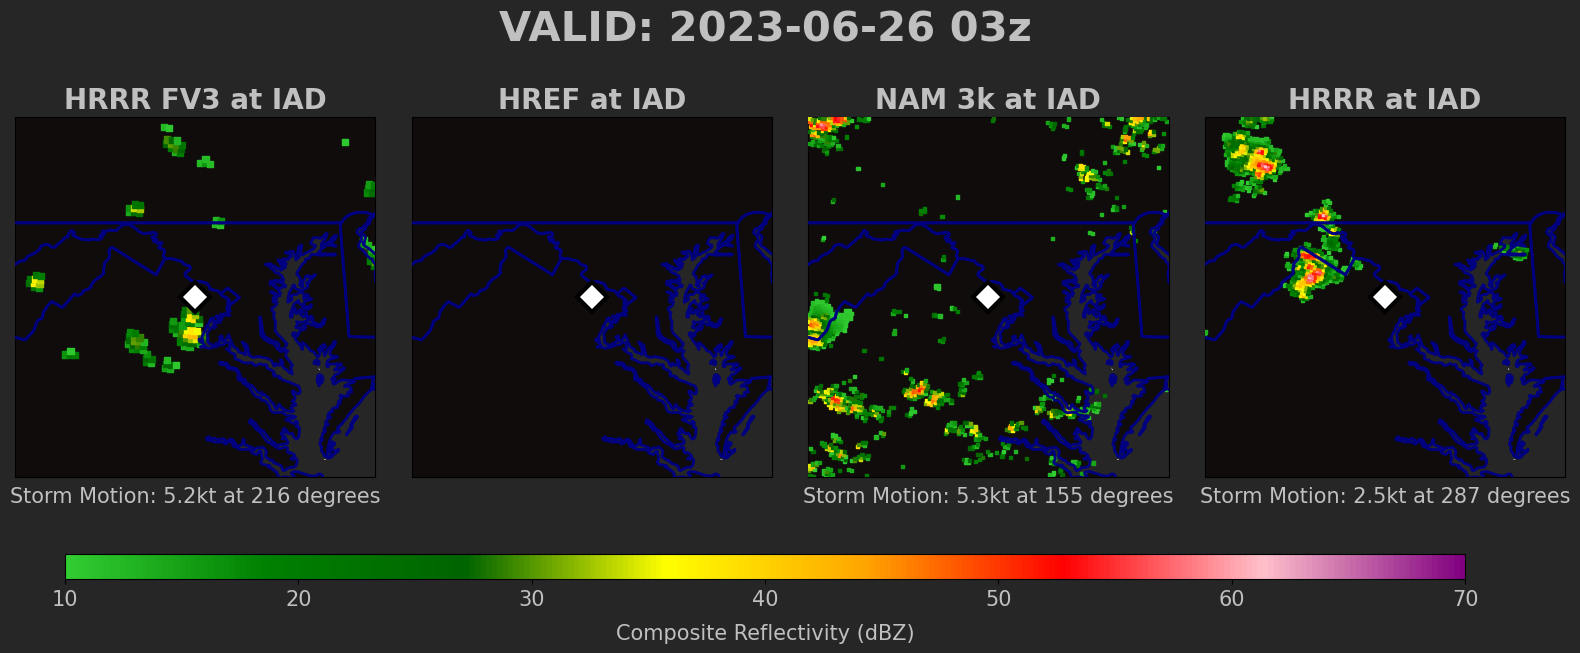 VALID: 2023-06-26 03z
HRRR FV3 at IAD
HREF at IAD
NAM 3k at IAD
HRRR at IAD
Storm Motion: 5.2kt at 216 degrees
Storm Motion: 5.3kt at 155 degrees
Storm Motion: 2.5kt at 287 degrees
10 20 30 40 50 60 70
Composite Reflectivity (dBZ)